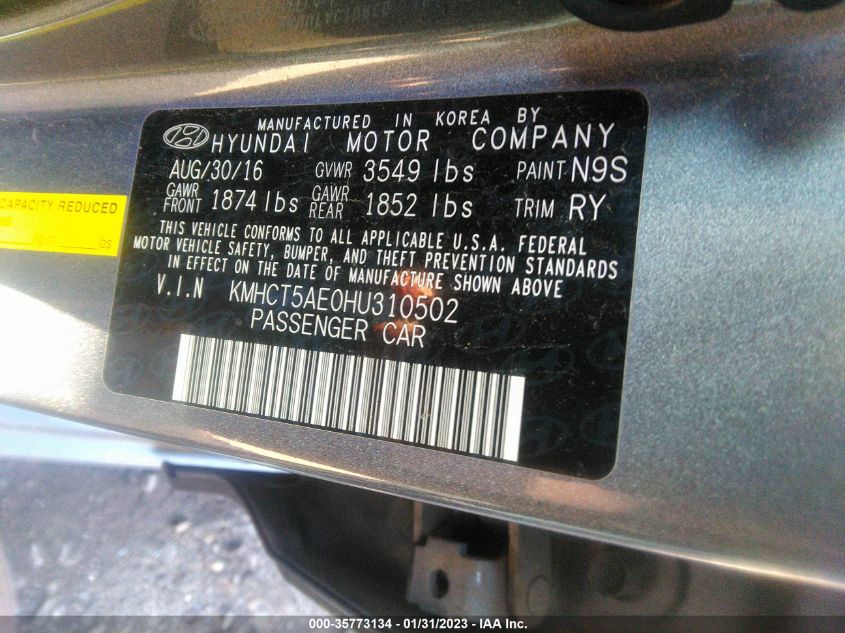 MANUFACTURED IN KOREA BY
HYUNDAI MOTOR COMPANY
AUG/30/16 GVWR 3549 lbs PAINT N9S
GAWR FRONT 1874 lbs GAWR REAR 1852 lbs TRIM RY
THIS VEHICLE CONFORMS TO ALL APPLICABLE U.S.A. FEDERAL
MOTOR VEHICLE SAFETY, BUMPER, AND THEFT PREVENTION STANDARDS
IN EFFECT ON THE DATE OF MANUFACTURE SHOWN ABOVE.
V.I.N KMHCT5AE0HU310502
PASSENGER CAR
CAPACITY REDUCED
kg or lbs
000-35773134 - 01/31/2023 - IAA Inc.